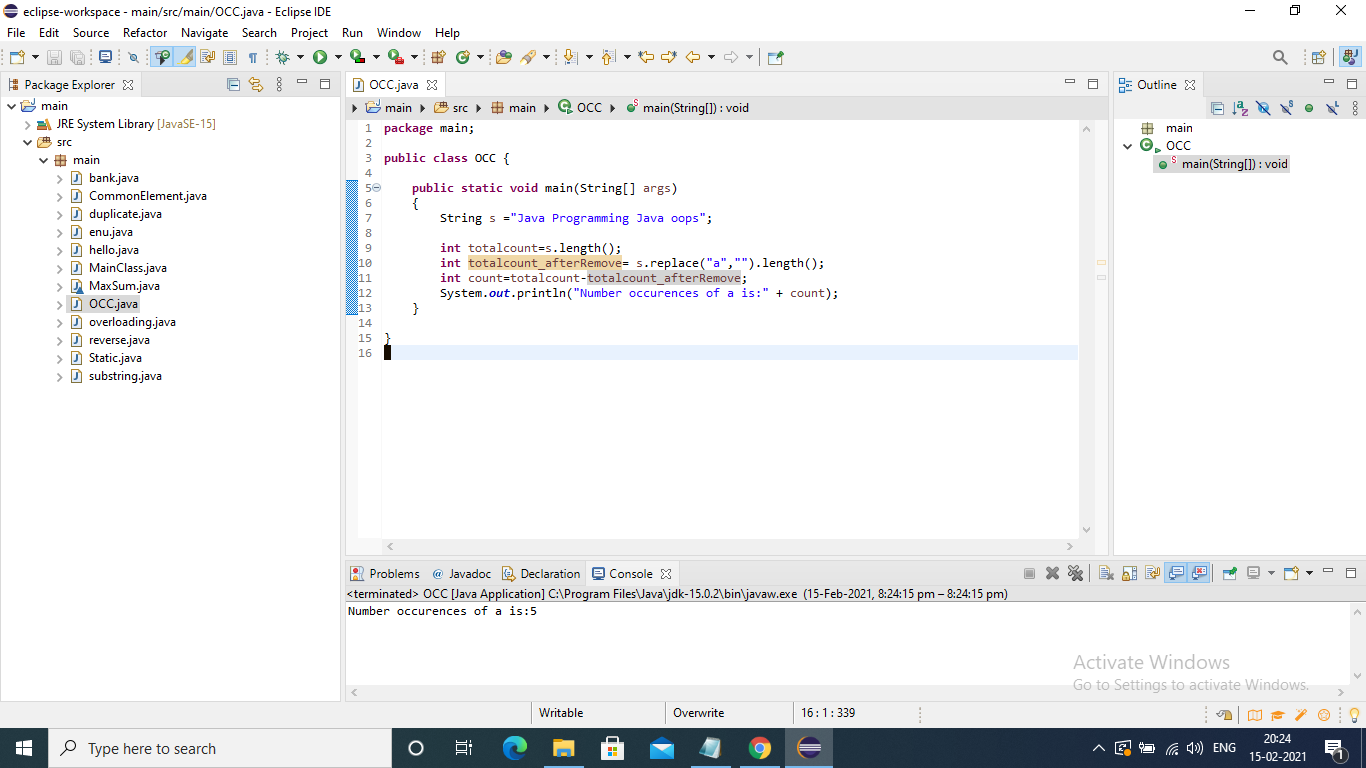 eclipse-workspace - main/src/main/OCC.java - Eclipse IDE
File Edit Source Refactor Navigate Search Project Run Window Help
Package Explorer
main
JRE System Library [JavaSE-15]
src
main
bank.java
CommonElement.java
duplicate.java
enu.java
hello.java
MainClass.java
MaxSum.java
OCC.java
overloading.java
reverse.java
Static.java
substring.java
OCC.java
main src main OCC main(String[]) : void
1 package main;
2
3 public class OCC {
4
5 public static void main(String[] args)
6 {
7 String s ="Java Programming Java oops";
8
9 int totalcount=s.length();
10 int totalcount_afterRemove= s.replace("a","").length();
11 int count=totalcount-totalcount_afterRemove;
12 System.out.println("Number occurences of a is:" + count);
13 }
14
15 }
16
Outline
main
OCC
main(String[]) : void
Problems @ Javadoc Declaration Console
<terminated> OCC [Java Application] C:\Program Files\Java\jdk-15.0.2\bin\javaw.exe (15-Feb-2021, 8:24:15 pm – 8:24:15 pm)
Number occurences of a is:5
Activate Windows
Go to Settings to activate Windows.
Writable Overwrite 16 : 1 : 339
Type here to search
ENG
20:24
15-02-2021
1